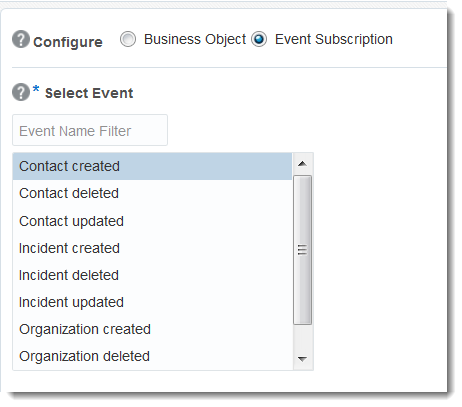 ? Configure Business Object Event Subscription
? * Select Event
Event Name Filter
Contact created
Contact deleted
Contact updated
Incident created
Incident deleted
Incident updated
Organization created
Organization deleted